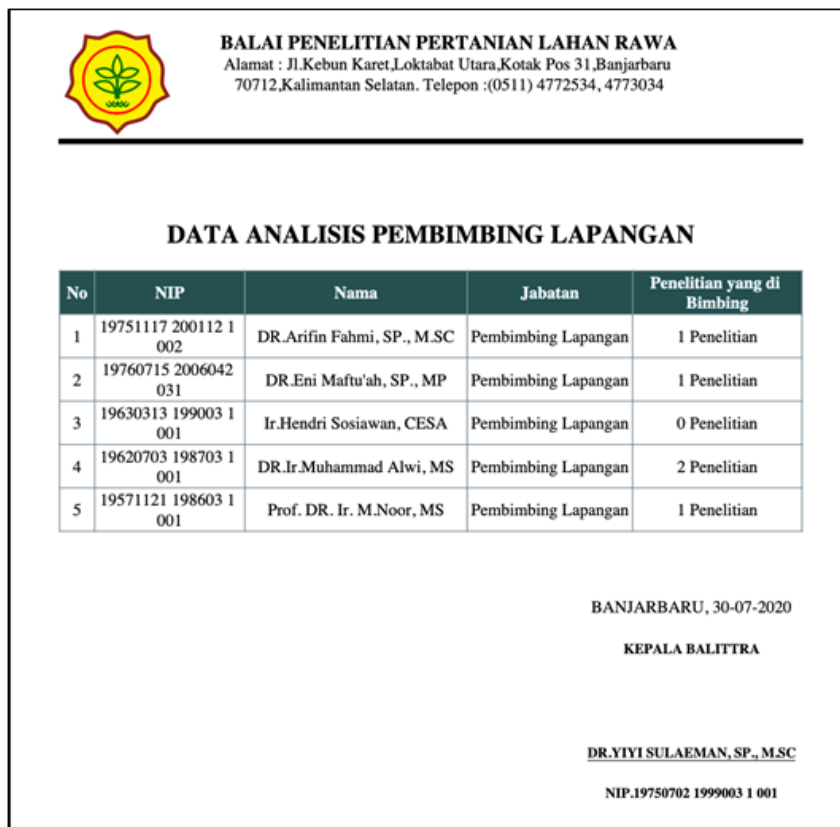 BALAI PENELITIAN PERTANIAN LAHAN RAWA
Alamat : Jl.Kebun Karet,Loktabat Utara,Kotak Pos 31,Banjarbaru
70712,Kalimantan Selatan. Telepon :(0511) 4772534, 4773034
DATA ANALISIS PEMBIMBING LAPANGAN
No NIP Nama Jabatan Penelitian yang di Bimbing
1 19751117 200112 1 002 DR.Arifin Fahmi, SP., M.SC Pembimbing Lapangan 1 Penelitian
2 19760715 2006042 031 DR.Eni Maftu'ah, SP., MP Pembimbing Lapangan 1 Penelitian
3 19630313 199003 1 001 Ir.Hendri Sosiawan, CESA Pembimbing Lapangan 0 Penelitian
4 19620703 198703 1 001 DR.Ir.Muhammad Alwi, MS Pembimbing Lapangan 2 Penelitian
5 19571121 198603 1 001 Prof. DR. Ir. M.Noor, MS Pembimbing Lapangan 1 Penelitian
BANJARBARU, 30-07-2020
KEPALA BALITTRA
DR.YIYI SULAEMAN, SP., M.SC
NIP.19750702 1999003 1 001